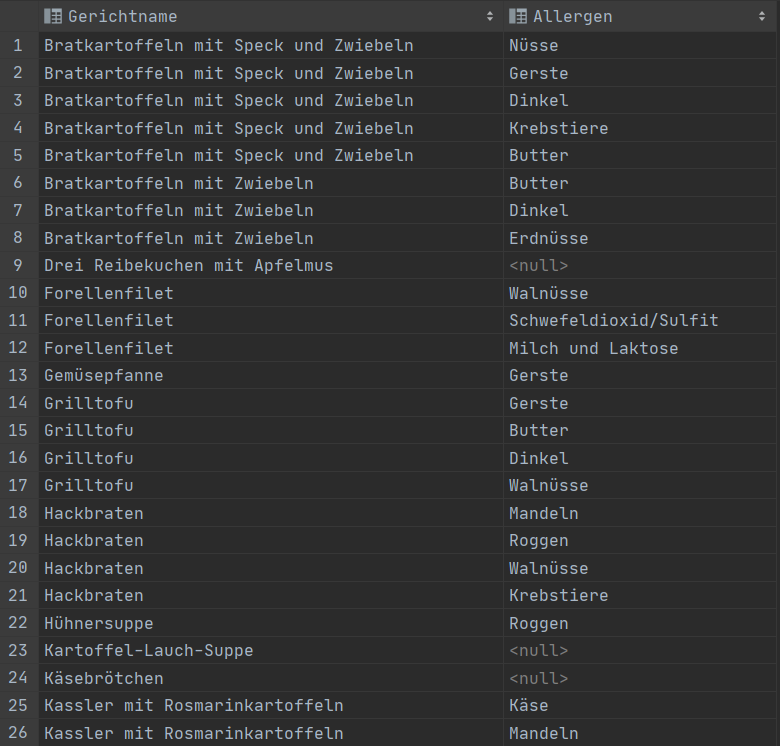 Gerichtname Allergen
1 Bratkartoffeln mit Speck und Zwiebeln Nüsse
2 Bratkartoffeln mit Speck und Zwiebeln Gerste
3 Bratkartoffeln mit Speck und Zwiebeln Dinkel
4 Bratkartoffeln mit Speck und Zwiebeln Krebstiere
5 Bratkartoffeln mit Speck und Zwiebeln Butter
6 Bratkartoffeln mit Zwiebeln Butter
7 Bratkartoffeln mit Zwiebeln Dinkel
8 Bratkartoffeln mit Zwiebeln Erdnüsse
9 Drei Reibekuchen mit Apfelmus <null>
10 Forellenfilet Walnüsse
11 Forellenfilet Schwefeldioxid/Sulfit
12 Forellenfilet Milch und Laktose
13 Gemüsepfanne Gerste
14 Grilltofu Gerste
15 Grilltofu Butter
16 Grilltofu Dinkel
17 Grilltofu Walnüsse
18 Hackbraten Mandeln
19 Hackbraten Roggen
20 Hackbraten Walnüsse
21 Hackbraten Krebstiere
22 Hühnersuppe Roggen
23 Kartoffel-Lauch-Suppe <null>
24 Käsebrötchen <null>
25 Kassler mit Rosmarinkartoffeln Käse
26 Kassler mit Rosmarinkartoffeln Mandeln